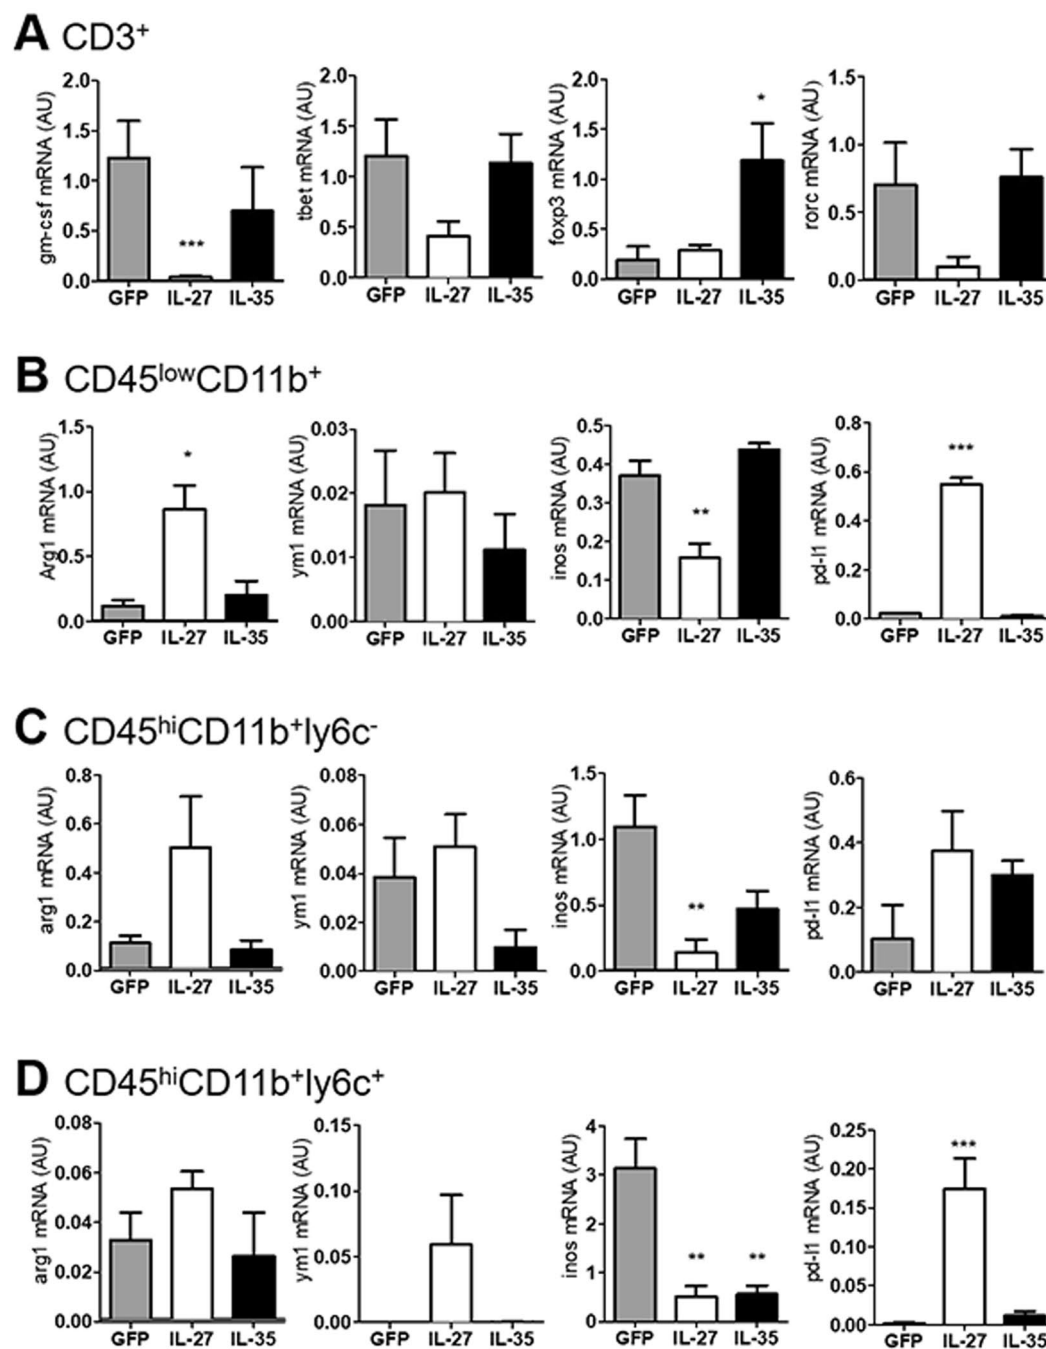 A CD3⁺
gm-csf mRNA (AU)
2.0
1.5
1.0
0.5
0.0
***
GFP IL-27 IL-35
tbet mRNA (AU)
2.0
1.5
1.0
0.5
0.0
GFP IL-27 IL-35
foxp3 mRNA (AU)
2.0
1.5
1.0
0.5
0.0
*
GFP IL-27 IL-35
rorc mRNA (AU)
1.5
1.0
0.5
0.0
GFP IL-27 IL-35
B CD45ˡᵒʷCD11b⁺
Arg1 mRNA (AU)
1.5
1.0
0.5
0.0
*
GFP IL-27 IL-35
ym1 mRNA (AU)
0.03
0.02
0.01
0.00
GFP IL-27 IL-35
inos mRNA (AU)
0.5
0.4
0.3
0.2
0.1
0.0
**
GFP IL-27 IL-35
pd-l1 mRNA (AU)
0.8
0.6
0.4
0.2
0.0
***
GFP IL-27 IL-35
C CD45ʰⁱCD11b⁺ly6c⁻
arg1 mRNA (AU)
0.8
0.6
0.4
0.2
0.0
GFP IL-27 IL-35
ym1 mRNA (AU)
0.08
0.06
0.04
0.02
0.00
GFP IL-27 IL-35
inos mRNA (AU)
1.5
1.0
0.5
0.0
**
GFP IL-27 IL-35
pd-l1 mRNA (AU)
0.6
0.4
0.2
0.0
GFP IL-27 IL-35
D CD45ʰⁱCD11b⁺ly6c⁺
arg1 mRNA (AU)
0.08
0.06
0.04
0.02
0.00
GFP IL-27 IL-35
ym1 mRNA (AU)
0.15
0.10
0.05
0.00
GFP IL-27 IL-35
inos mRNA (AU)
4
3
2
1
0
** **
GFP IL-27 IL-35
pd-l1 mRNA (AU)
0.25
0.20
0.15
0.10
0.05
0.00
***
GFP IL-27 IL-35